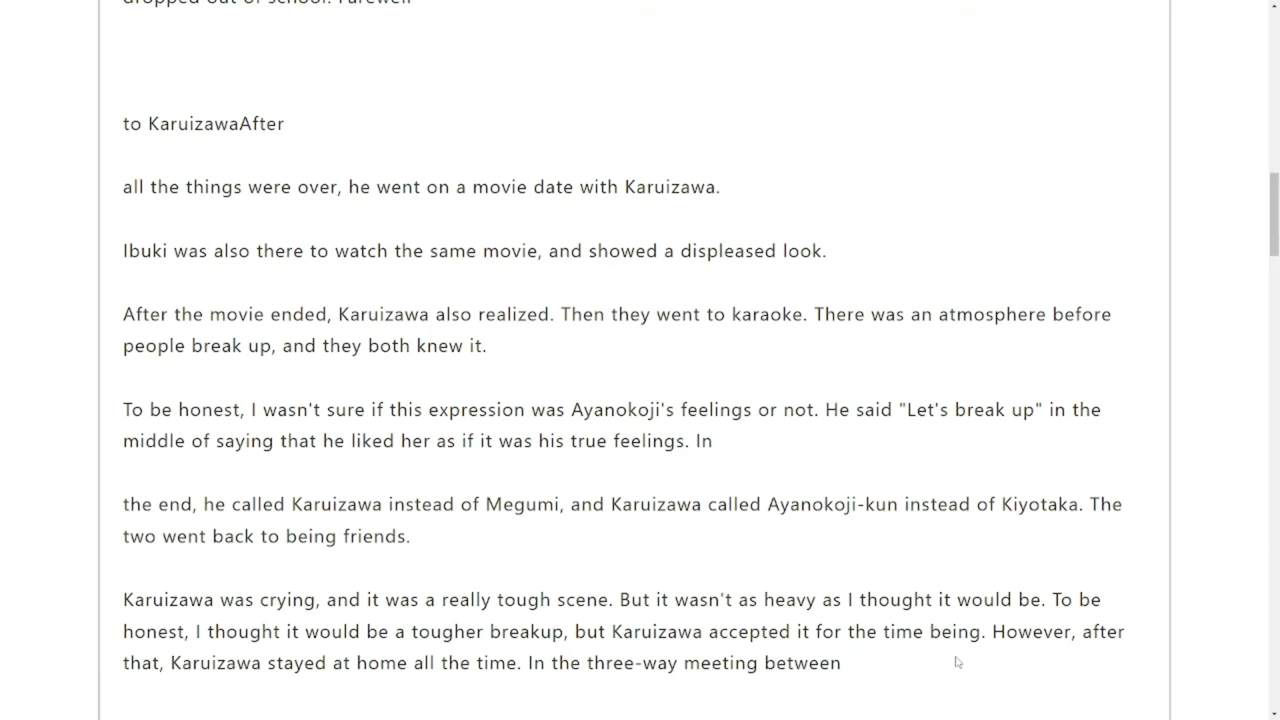 dropped out of school. Farewell
to KaruizawaAfter
all the things were over, he went on a movie date with Karuizawa.
Ibuki was also there to watch the same movie, and showed a displeased look.
After the movie ended, Karuizawa also realized. Then they went to karaoke. There was an atmosphere before
people break up, and they both knew it.
To be honest, I wasn't sure if this expression was Ayanokoji's feelings or not. He said "Let's break up" in the
middle of saying that he liked her as if it was his true feelings. In
the end, he called Karuizawa instead of Megumi, and Karuizawa called Ayanokoji-kun instead of Kiyotaka. The
two went back to being friends.
Karuizawa was crying, and it was a really tough scene. But it wasn't as heavy as I thought it would be. To be
honest, I thought it would be a tougher breakup, but Karuizawa accepted it for the time being. However, after
that, Karuizawa stayed at home all the time. In the three-way meeting between